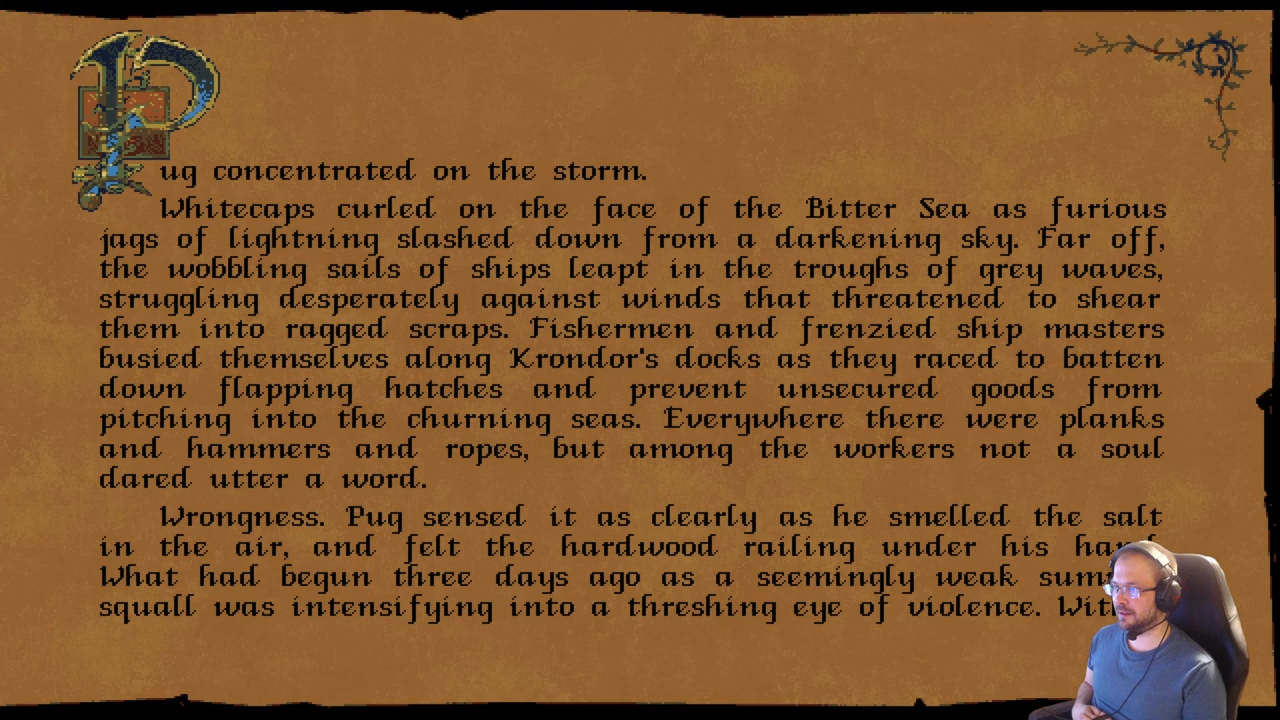 Pug concentrated on the storm.
Whitecaps curled on the face of the Bitter Sea as furious
jags of lightning slashed down from a darkening sky. Far off,
the wobbling sails of ships leapt in the troughs of grey waves,
struggling desperately against winds that threatened to shear
them into ragged scraps. Fishermen and frenzied ship masters
busied themselves along Krondor's docks as they raced to batten
down flapping hatches and prevent unsecured goods from
pitching into the churning seas. Everywhere there were planks
and hammers and ropes, but among the workers not a soul
dared utter a word.
Wrongness. Pug sensed it as clearly as he smelled the salt
in the air, and felt the hardwood railing under his
What had begun three days ago as a seemingly weak
squall was intensifying into a threshing eye of violence.